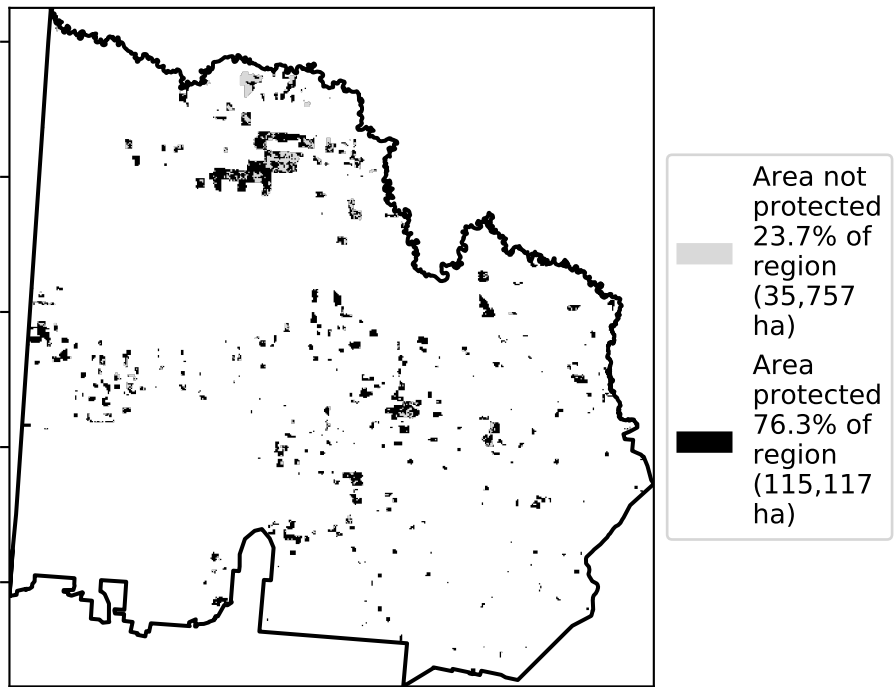 Area not
protected
23.7% of
region
(35,757
ha)
Area
protected
76.3% of
region
(115,117
ha)